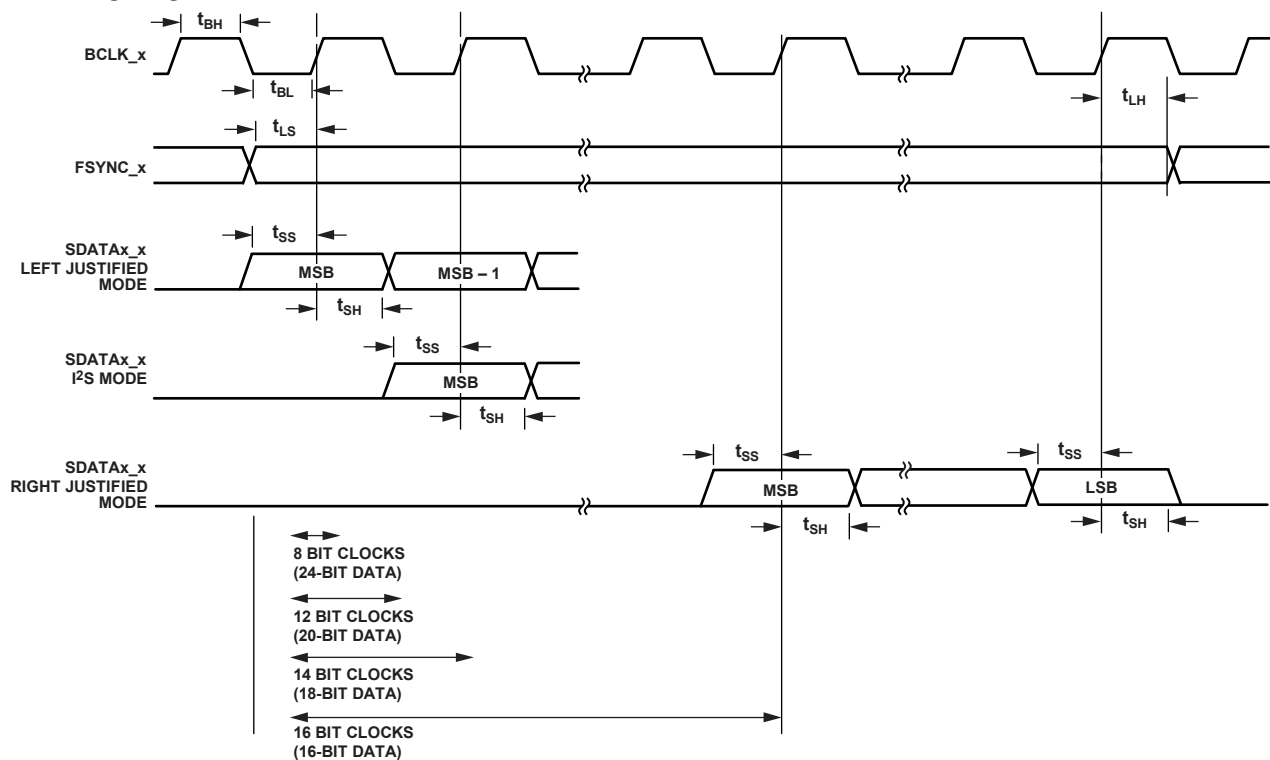 tBH
BCLK_x
tBL
tLH
tLS
FSYNC_x
tSS
SDATAx_x
LEFT JUSTIFIED
MODE
MSB
MSB – 1
tSH
tSS
SDATAx_x
I²S MODE
MSB
tSH
tSS
tSS
SDATAx_x
RIGHT JUSTIFIED
MODE
MSB
LSB
tSH
tSH
8 BIT CLOCKS
(24-BIT DATA)
12 BIT CLOCKS
(20-BIT DATA)
14 BIT CLOCKS
(18-BIT DATA)
16 BIT CLOCKS
(16-BIT DATA)